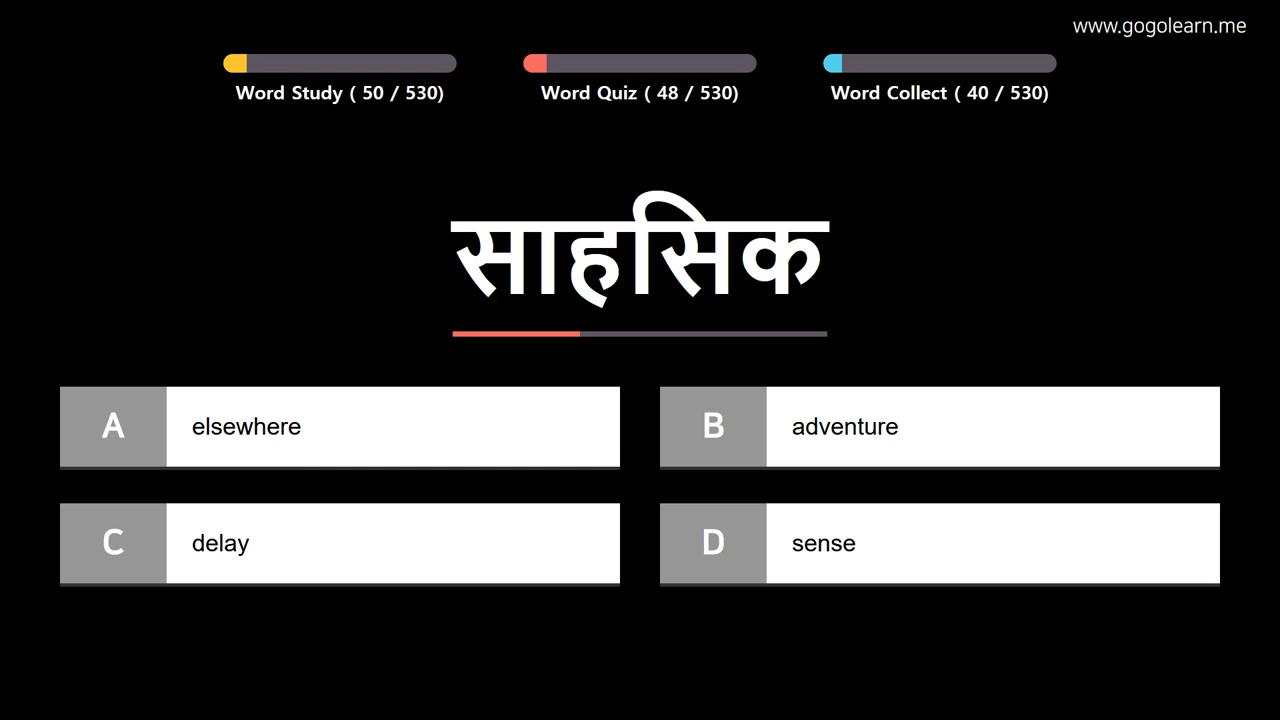 www.gogolearn.me
Word Study ( 50 / 530)
Word Quiz ( 48 / 530)
Word Collect ( 40 / 530)
साहसिक
A elsewhere
B adventure
C delay
D sense